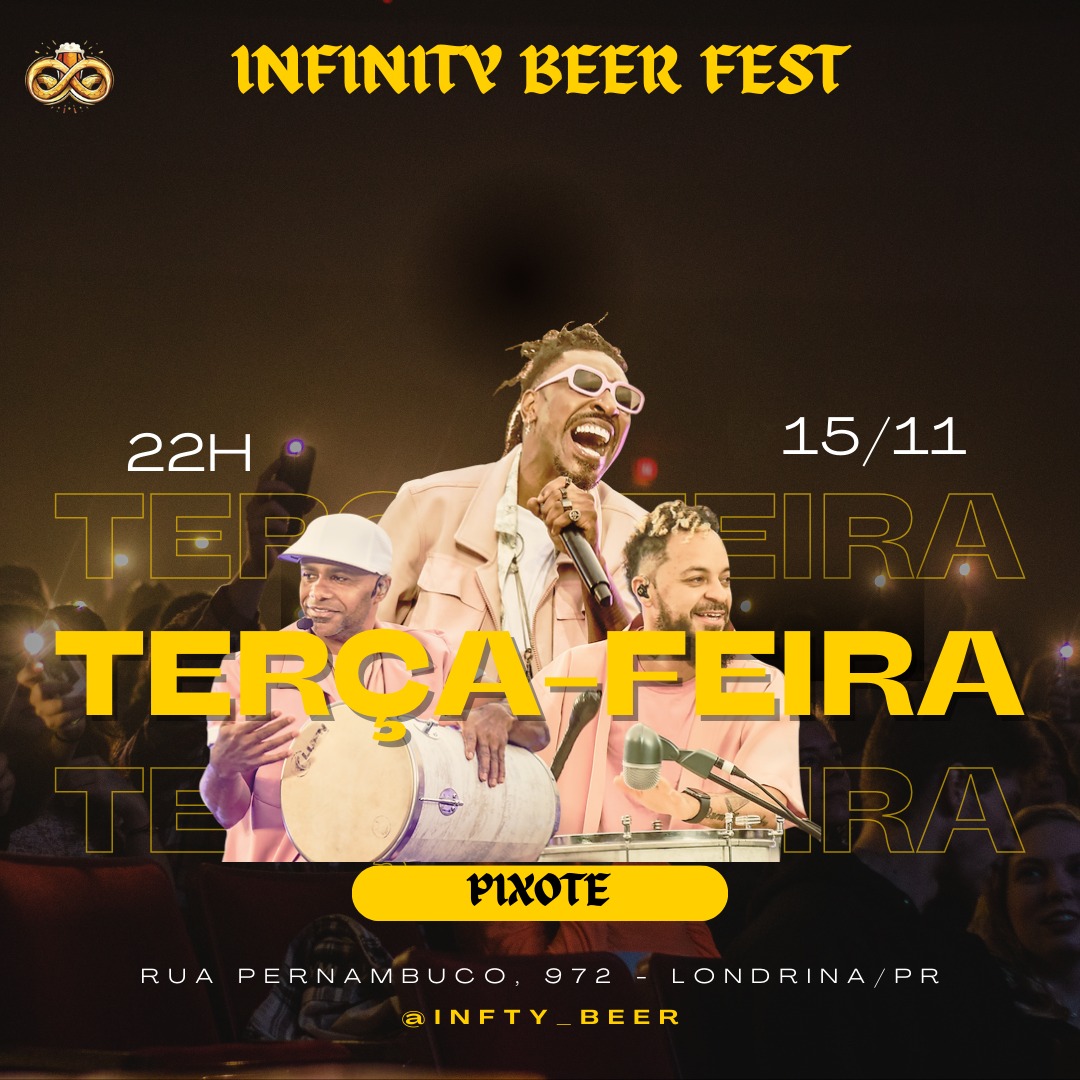 INFINITY BEER FEST
22H
15/11
TERÇA-FEIRA
TERÇA-FEIRA
TERÇA-FEIRA
PIXOTE
RUA PERNAMBUCO, 972 - LONDRINA/PR
@INFTY_BEER